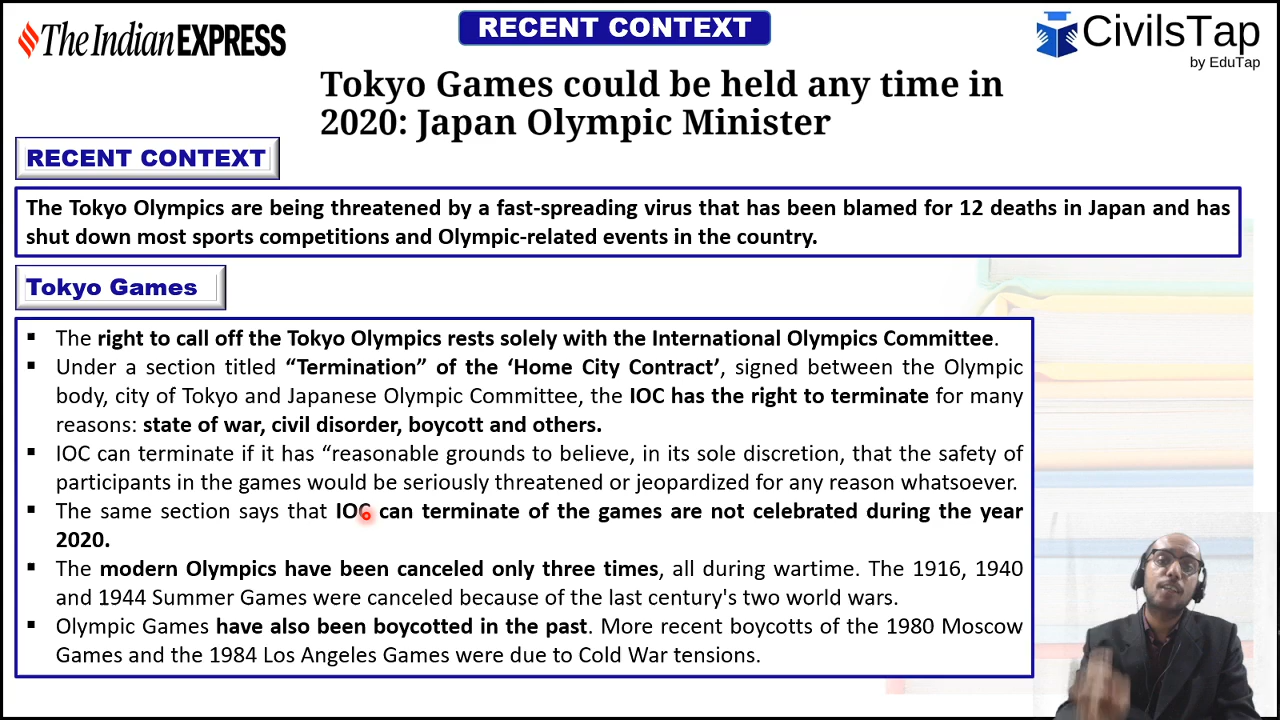 The Indian EXPRESS
RECENT CONTEXT
CivilsTap
by EduTap
Tokyo Games could be held any time in
2020: Japan Olympic Minister
RECENT CONTEXT
The Tokyo Olympics are being threatened by a fast-spreading virus that has been blamed for 12 deaths in Japan and has
shut down most sports competitions and Olympic-related events in the country.
Tokyo Games
▪ The right to call off the Tokyo Olympics rests solely with the International Olympics Committee.
▪ Under a section titled “Termination” of the ‘Home City Contract’, signed between the Olympic
body, city of Tokyo and Japanese Olympic Committee, the IOC has the right to terminate for many
reasons: state of war, civil disorder, boycott and others.
▪ IOC can terminate if it has “reasonable grounds to believe, in its sole discretion, that the safety of
participants in the games would be seriously threatened or jeopardized for any reason whatsoever.
▪ The same section says that IOC can terminate of the games are not celebrated during the year
2020.
▪ The modern Olympics have been canceled only three times, all during wartime. The 1916, 1940
and 1944 Summer Games were canceled because of the last century's two world wars.
▪ Olympic Games have also been boycotted in the past. More recent boycotts of the 1980 Moscow
Games and the 1984 Los Angeles Games were due to Cold War tensions.